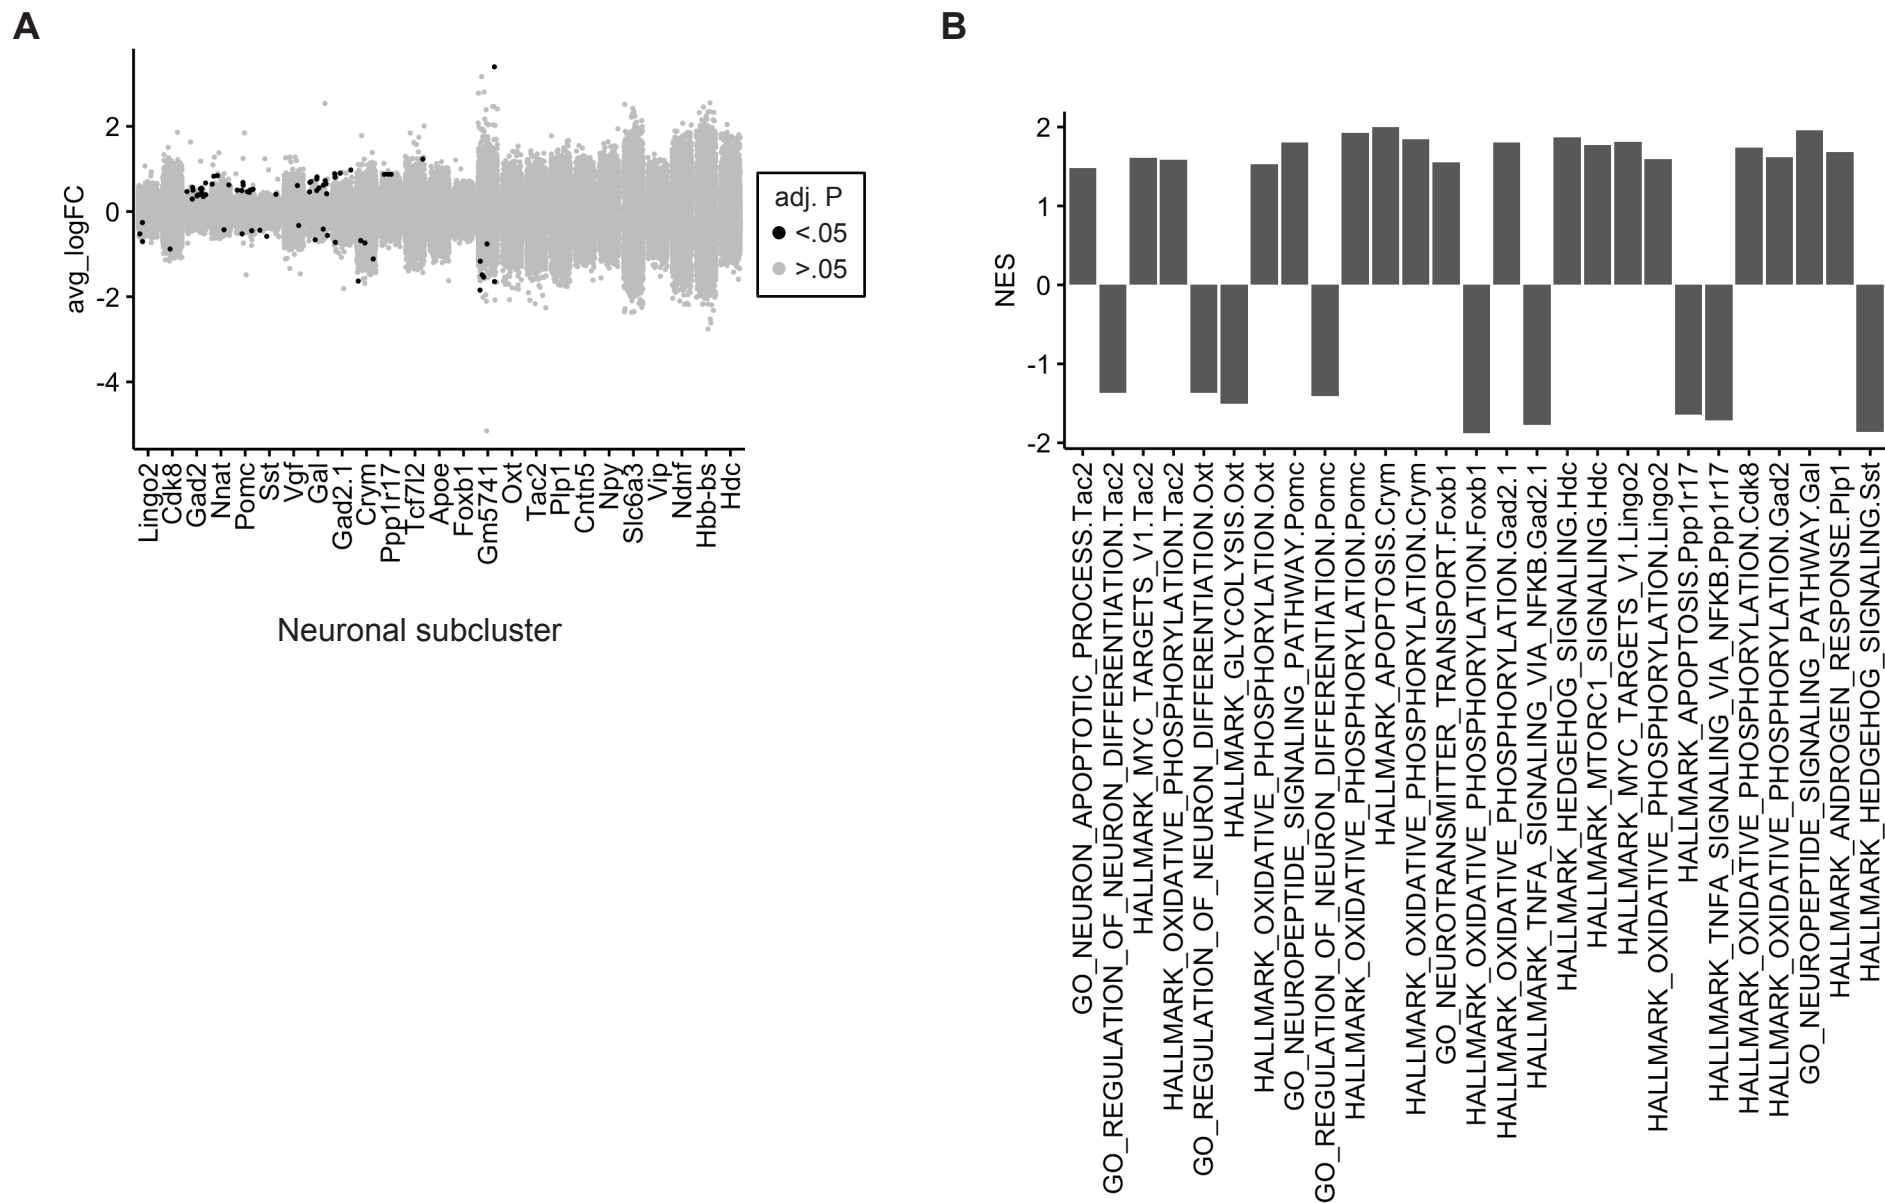 A
avg_logFC
2
0
-2
-4
adj. P
<.05
>.05
Lingo2
Cdk8
Gad2
Nnat
Pomc
Sst
Vgf
Gal
Gad2.1
Crym
Ppp1r17
Tcf7l2
Apoe
Foxb1
Gm5741
Oxt
Tac2
Plp1
Cntn5
Npy
Slc6a3
Vip
Ndnf
Hbb-bs
Hdc
Neuronal subcluster
B
NES
2
1
0
-1
-2
GO_NEURON_APOPTOTIC_PROCESS.Tac2
GO_REGULATION_OF_NEURON_DIFFERENTIATION.Tac2
HALLMARK_MYC_TARGETS_V1.Tac2
HALLMARK_OXIDATIVE_PHOSPHORYLATION.Tac2
GO_REGULATION_OF_NEURON_DIFFERENTIATION.Oxt
HALLMARK_GLYCOLYSIS.Oxt
HALLMARK_OXIDATIVE_PHOSPHORYLATION.Oxt
GO_NEUROPEPTIDE_SIGNALING_PATHWAY.Pomc
GO_REGULATION_OF_NEURON_DIFFERENTIATION.Pomc
HALLMARK_OXIDATIVE_PHOSPHORYLATION.Pomc
HALLMARK_APOPTOSIS.Crym
HALLMARK_OXIDATIVE_PHOSPHORYLATION.Crym
GO_NEUROTRANSMITTER_TRANSPORT.Foxb1
HALLMARK_OXIDATIVE_PHOSPHORYLATION.Foxb1
HALLMARK_OXIDATIVE_PHOSPHORYLATION.Gad2.1
HALLMARK_TNFA_SIGNALING_VIA_NFKB.Gad2.1
HALLMARK_HEDGEHOG_SIGNALING.Hdc
HALLMARK_MTORC1_SIGNALING.Hdc
HALLMARK_MYC_TARGETS_V1.Lingo2
HALLMARK_OXIDATIVE_PHOSPHORYLATION.Lingo2
HALLMARK_APOPTOSIS.Ppp1r17
HALLMARK_TNFA_SIGNALING_VIA_NFKB.Ppp1r17
HALLMARK_OXIDATIVE_PHOSPHORYLATION.Cdk8
HALLMARK_OXIDATIVE_PHOSPHORYLATION.Gad2
GO_NEUROPEPTIDE_SIGNALING_PATHWAY.Gal
HALLMARK_ANDROGEN_RESPONSE.Plp1
HALLMARK_HEDGEHOG_SIGNALING.Sst